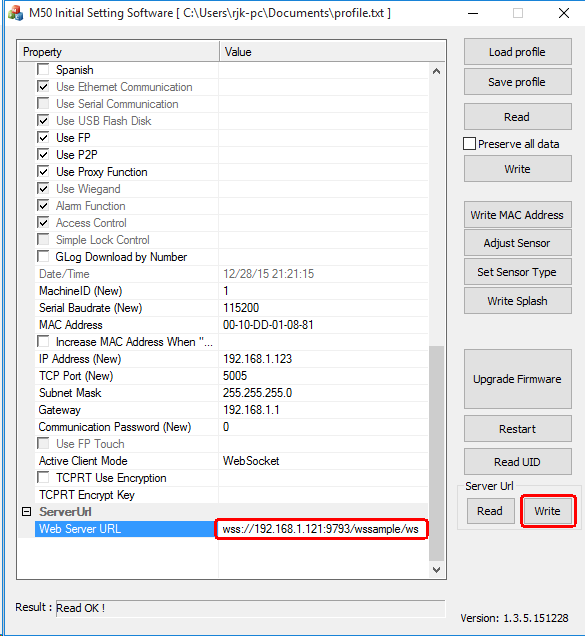 M50 Initial Setting Software [ C:\Users\rjk-pc\Documents\profile.txt ]
Property Value
Spanish
Use Ethernet Communication
Use Serial Communication
Use USB Flash Disk
Use FP
Use P2P
Use Proxy Function
Use Wiegand
Alarm Function
Access Control
Simple Lock Control
GLog Download by Number
Date/Time 12/28/15 21:21:15
MachineID (New) 1
Serial Baudrate (New) 115200
MAC Address 00-10-DD-01-08-81
Increase MAC Address When "...
IP Address (New) 192.168.1.123
TCP Port (New) 5005
Subnet Mask 255.255.255.0
Gateway 192.168.1.1
Communication Password (New) 0
Use FP Touch
Active Client Mode WebSocket
TCPRT Use Encryption
TCPRT Encrypt Key
ServerUrl
Web Server URL wss://192.168.1.121:9793/wssample/ws
Load profile
Save profile
Read
Preserve all data
Write
Write MAC Address
Adjust Sensor
Set Sensor Type
Write Splash
Upgrade Firmware
Restart
Read UID
Server Url
Read Write
Result : Read OK !
Version: 1.3.5.151228